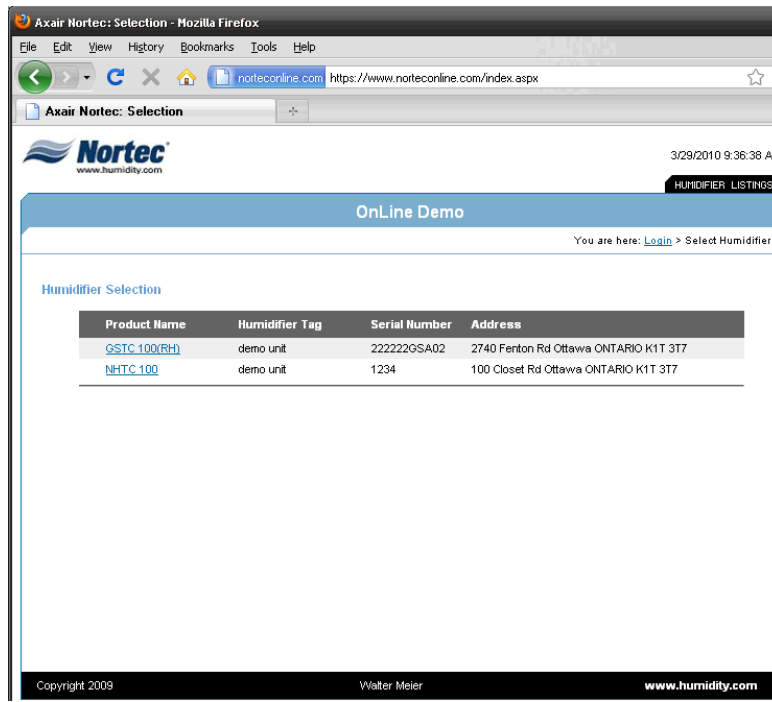 Axair Nortec: Selection - Mozilla Firefox
File Edit View History Bookmarks Tools Help
norteconline.com https://www.norteconline.com/index.aspx
Axair Nortec: Selection
Nortec
www.humidity.com
3/29/2010 9:36:38 A
HUMIDIFIER LISTINGS
OnLine Demo
You are here: Login > Select Humidifier
Humidifier Selection
Product Name Humidifier Tag Serial Number Address
GSTC 100(RH) demo unit 222222GSA02 2740 Fenton Rd Ottawa ONTARIO K1T 3T7
NHTC 100 demo unit 1234 100 Closet Rd Ottawa ONTARIO K1T 3T7
Copyright 2009 Walter Meier www.humidity.com